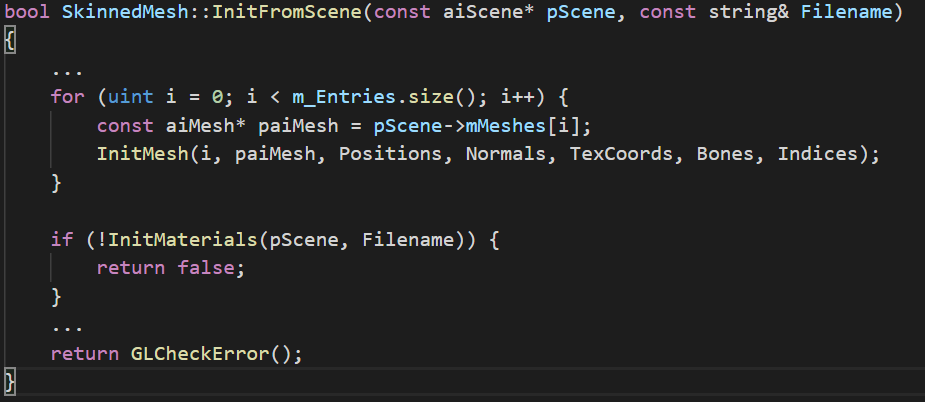 bool SkinnedMesh::InitFromScene(const aiScene* pScene, const string& Filename)
{
    ...
    for (uint i = 0; i < m_Entries.size(); i++) {
        const aiMesh* paiMesh = pScene->mMeshes[i];
        InitMesh(i, paiMesh, Positions, Normals, TexCoords, Bones, Indices);
    }

    if (!InitMaterials(pScene, Filename)) {
        return false;
    }
    ...
    return GLCheckError();
}